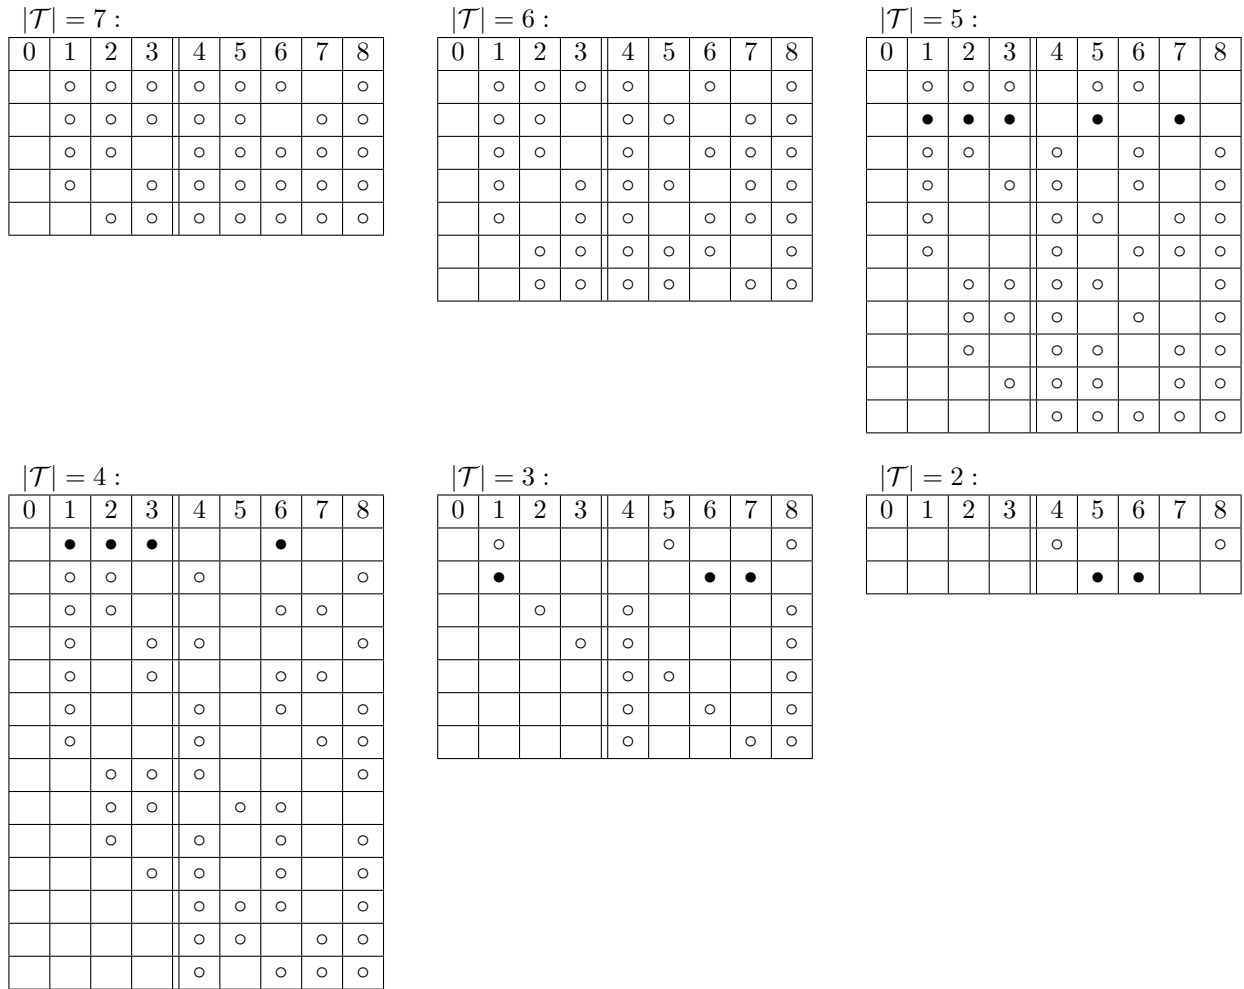 |𝒯| = 7 :
0 1 2 3 4 5 6 7 8
○ ○ ○ ○ ○ ○ ○
○ ○ ○ ○ ○ ○ ○
○ ○ ○ ○ ○ ○ ○
○ ○ ○ ○ ○ ○ ○
○ ○ ○ ○ ○ ○ ○
|𝒯| = 6 :
0 1 2 3 4 5 6 7 8
○ ○ ○ ○ ○ ○
○ ○ ○ ○ ○ ○
○ ○ ○ ○ ○ ○
○ ○ ○ ○ ○ ○
○ ○ ○ ○ ○ ○
○ ○ ○ ○ ○ ○
○ ○ ○ ○ ○ ○
|𝒯| = 5 :
0 1 2 3 4 5 6 7 8
○ ○ ○ ○ ○
● ● ● ● ●
○ ○ ○ ○ ○
○ ○ ○ ○ ○
○ ○ ○ ○ ○
○ ○ ○ ○ ○
○ ○ ○ ○ ○
○ ○ ○ ○ ○
○ ○ ○ ○ ○
○ ○ ○ ○ ○
○ ○ ○ ○ ○
|𝒯| = 4 :
0 1 2 3 4 5 6 7 8
● ● ● ●
○ ○ ○ ○
○ ○ ○ ○
○ ○ ○ ○
○ ○ ○ ○
○ ○ ○ ○
○ ○ ○ ○
○ ○ ○ ○
○ ○ ○ ○
○ ○ ○ ○
○ ○ ○ ○
○ ○ ○ ○
○ ○ ○ ○
○ ○ ○ ○
|𝒯| = 3 :
0 1 2 3 4 5 6 7 8
○ ○ ○
● ● ●
○ ○ ○
○ ○ ○
○ ○ ○
○ ○ ○
○ ○ ○
|𝒯| = 2 :
0 1 2 3 4 5 6 7 8
○ ○
● ●